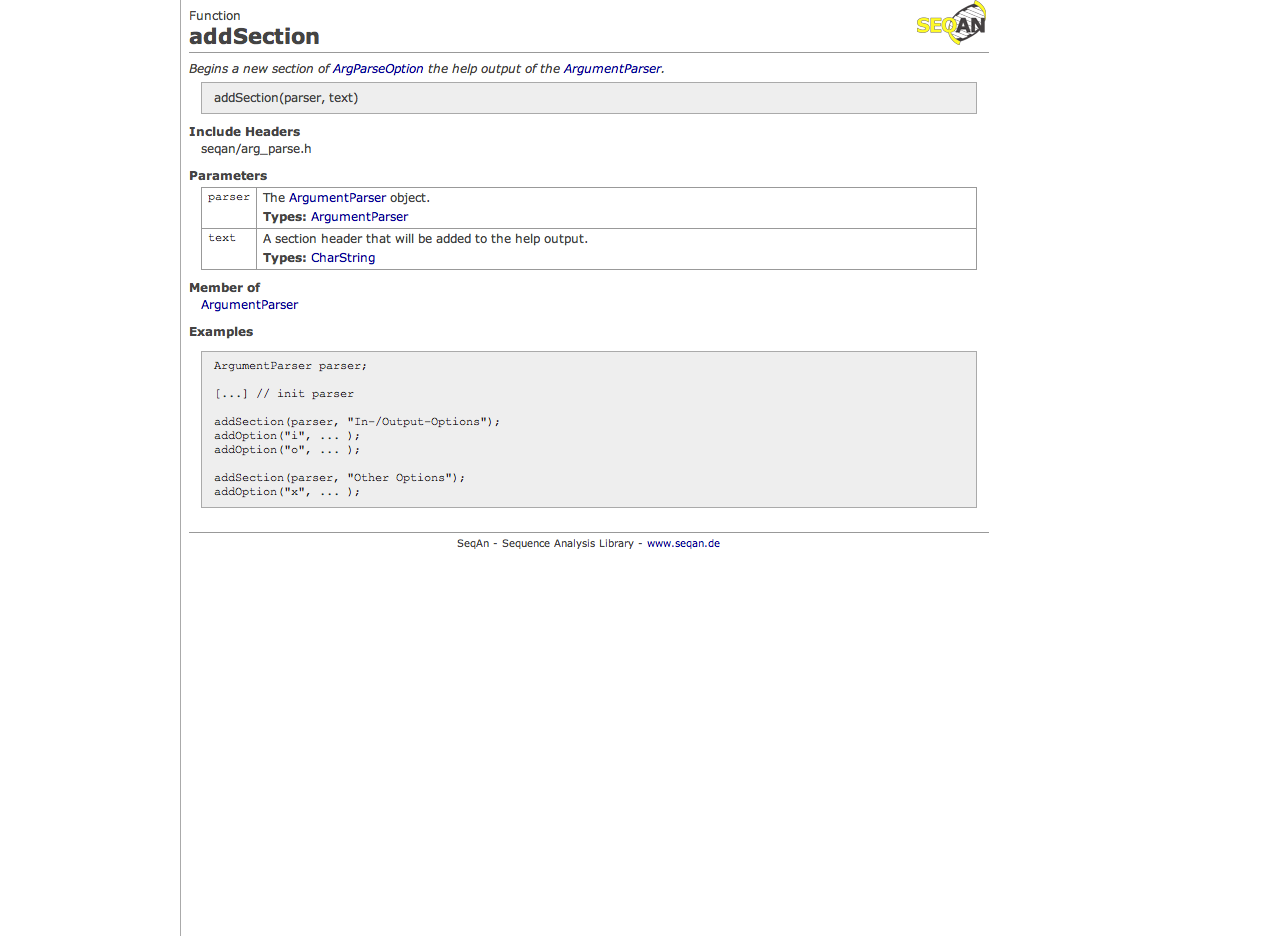 Function
addSection
SEQAN
Begins a new section of ArgParseOption the help output of the ArgumentParser.
addSection(parser, text)
Include Headers
seqan/arg_parse.h
Parameters
parser The ArgumentParser object.
Types: ArgumentParser
text A section header that will be added to the help output.
Types: CharString
Member of
ArgumentParser
Examples
ArgumentParser parser;
[...] // init parser
addSection(parser, "In-/Output-Options");
addOption("i", ... );
addOption("o", ... );
addSection(parser, "Other Options");
addOption("x", ... );
SeqAn - Sequence Analysis Library - www.seqan.de